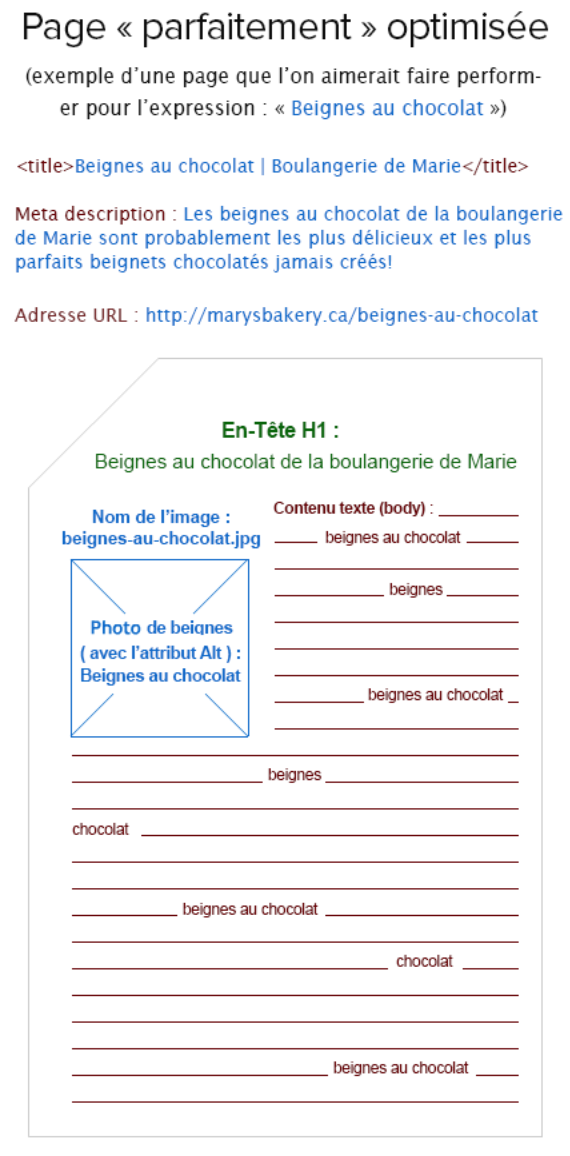 Page « parfaitement » optimisée
(exemple d'une page que l'on aimerait faire perform-
er pour l'expression : « Beignes au chocolat »)
<title>Beignes au chocolat | Boulangerie de Marie</title>
Meta description : Les beignes au chocolat de la boulangerie
de Marie sont probablement les plus délicieux et les plus
parfaits beignets chocolatés jamais créés!
Adresse URL : http://marysbakery.ca/beignes-au-chocolat
En-Tête H1 :
Beignes au chocolat de la boulangerie de Marie
Nom de l'image :
beignes-au-chocolat.jpg
Photo de beignes
( avec l'attribut Alt ) :
Beignes au chocolat
Contenu texte (body) :
beignes au chocolat
beignes
beignes au chocolat
beignes
chocolat
beignes au chocolat
chocolat
beignes au chocolat